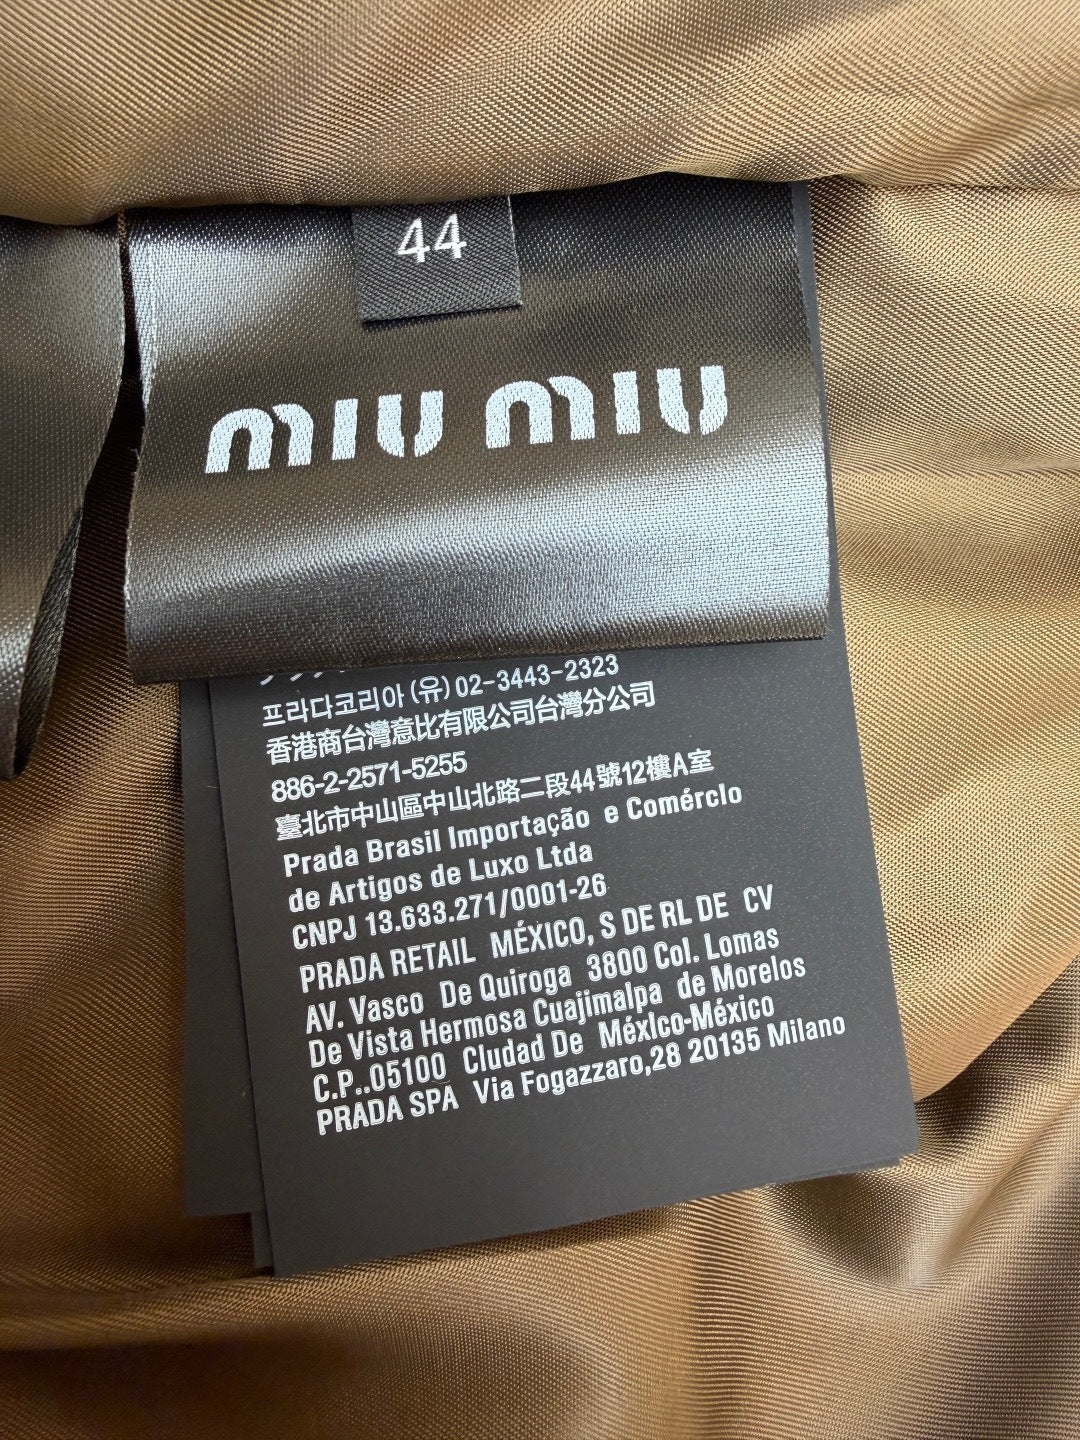 44
MIU MIU
프라다코리아 (유) 02-3443-2323
香港商台灣意比有限公司台灣分公司
886-2-2571-5255
臺北市中山區中山北路二段44號12樓A室
Prada Brasil Importação e Comérclo
de Artigos de Luxo Ltda
CNPJ 13.633.271/0001-26
PRADA RETAIL MÉXICO, S DE RL DE CV
AV. Vasco De Quiroga 3800 Col. Lomas
De Vista Hermosa Cuajlmalpa de Morelos
C.P..05100 Cludad De Méxlco-México
PRADA SPA Via Fogazzaro,28 20135 Milano